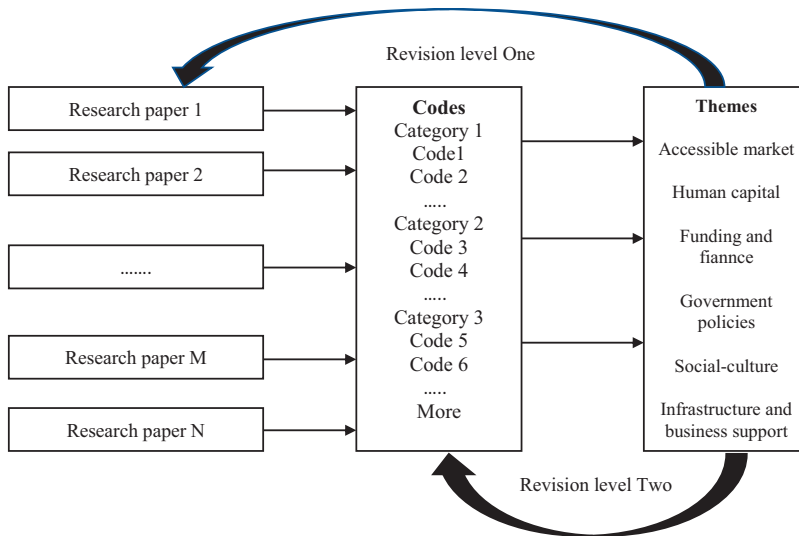 Revision level One
Research paper 1
Research paper 2
.......
Research paper M
Research paper N
Codes
Category 1
Code1
Code 2
.....
Category 2
Code 3
Code 4
.....
Category 3
Code 5
Code 6
.....
More
Themes
Accessible market
Human capital
Funding and
fiannce
Government
policies
Social-culture
Infrastructure and
business support
Revision level Two